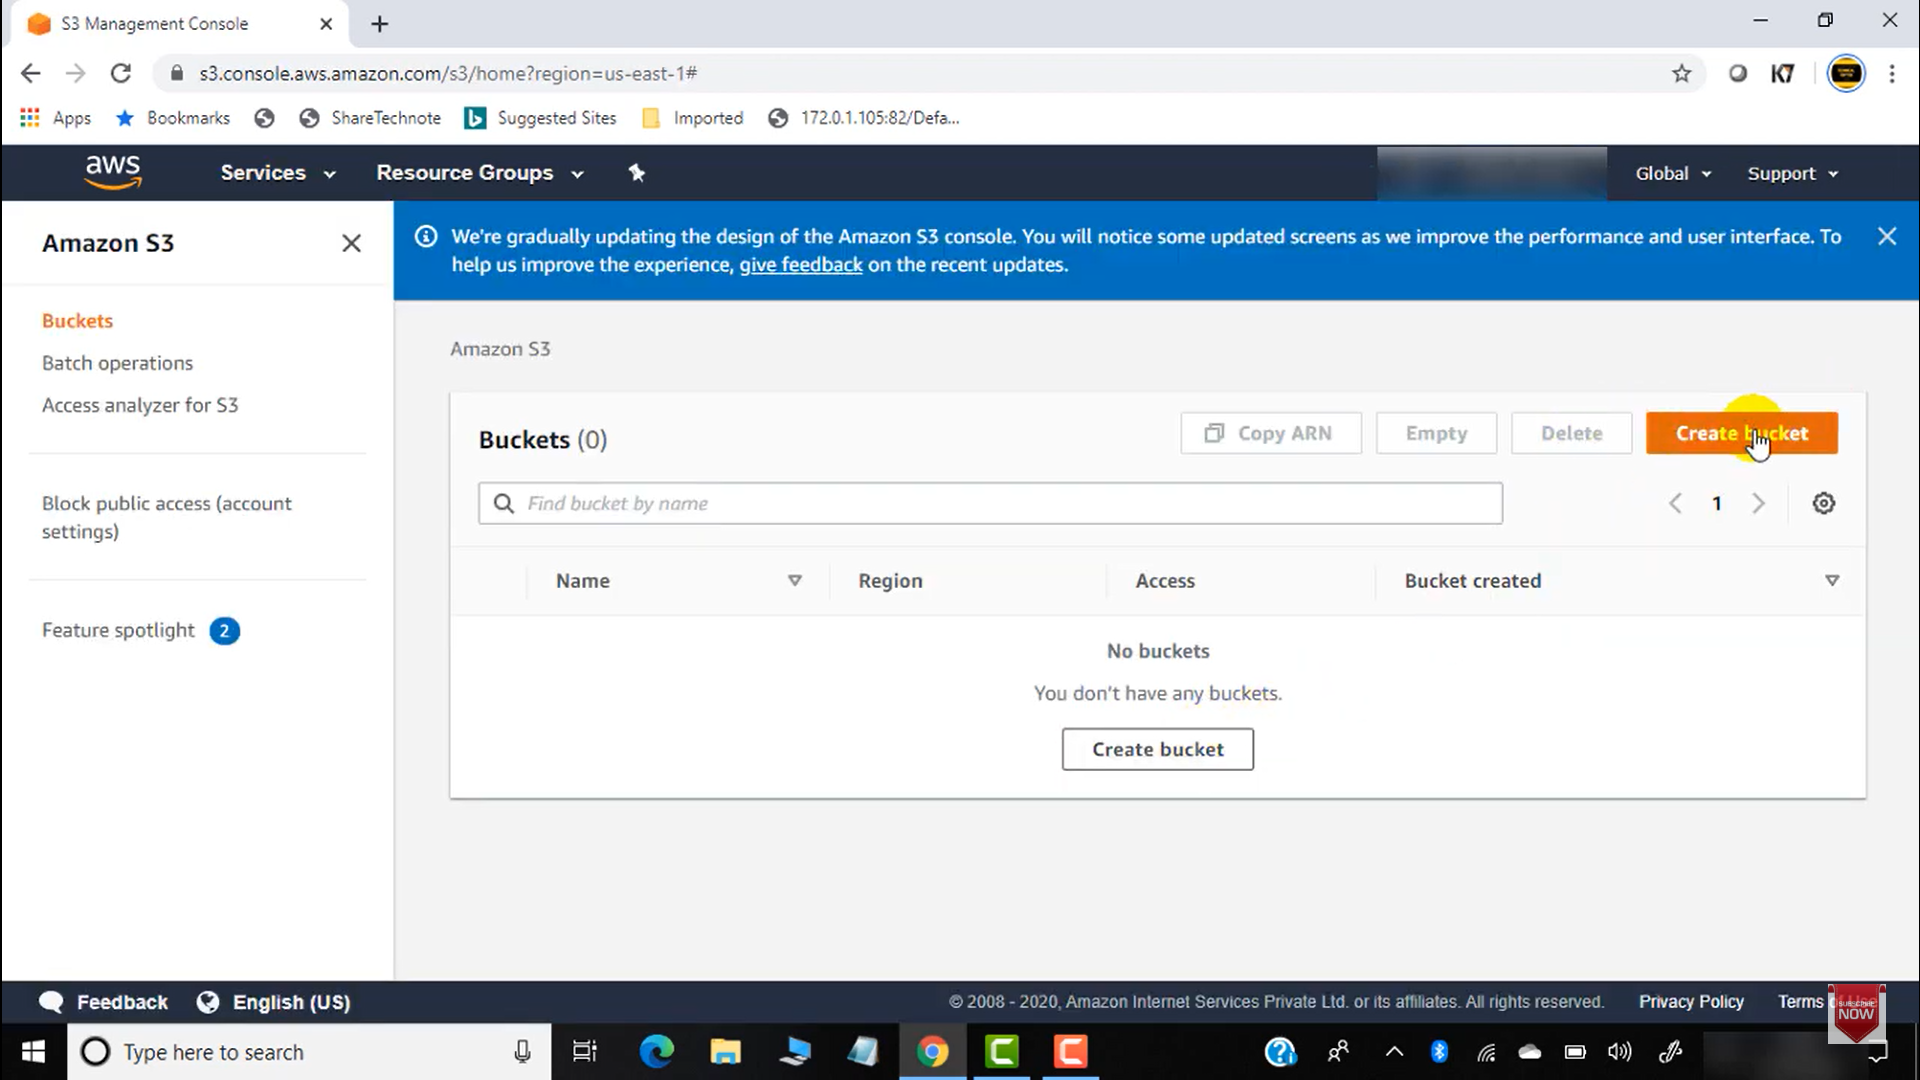 S3 Management Console
s3.console.aws.amazon.com/s3/home?region=us-east-1#
K7
Apps Bookmarks ShareTechnote Suggested Sites Imported 172.0.1.105:82/Defa...
aws Services Resource Groups Global Support
Amazon S3
We're gradually updating the design of the Amazon S3 console. You will notice some updated screens as we improve the performance and user interface. To
help us improve the experience, give feedback on the recent updates.
Buckets
Batch operations
Access analyzer for S3
Block public access (account
settings)
Feature spotlight 2
Amazon S3
Buckets (0) Copy ARN Empty Delete Create bucket
Find bucket by name 1
Name Region Access Bucket created
No buckets
You don't have any buckets.
Create bucket
Feedback English (US) © 2008 - 2020, Amazon Internet Services Private Ltd. or its affiliates. All rights reserved. Privacy Policy Terms of Use
SUBSCRIBE
NOW
Type here to search